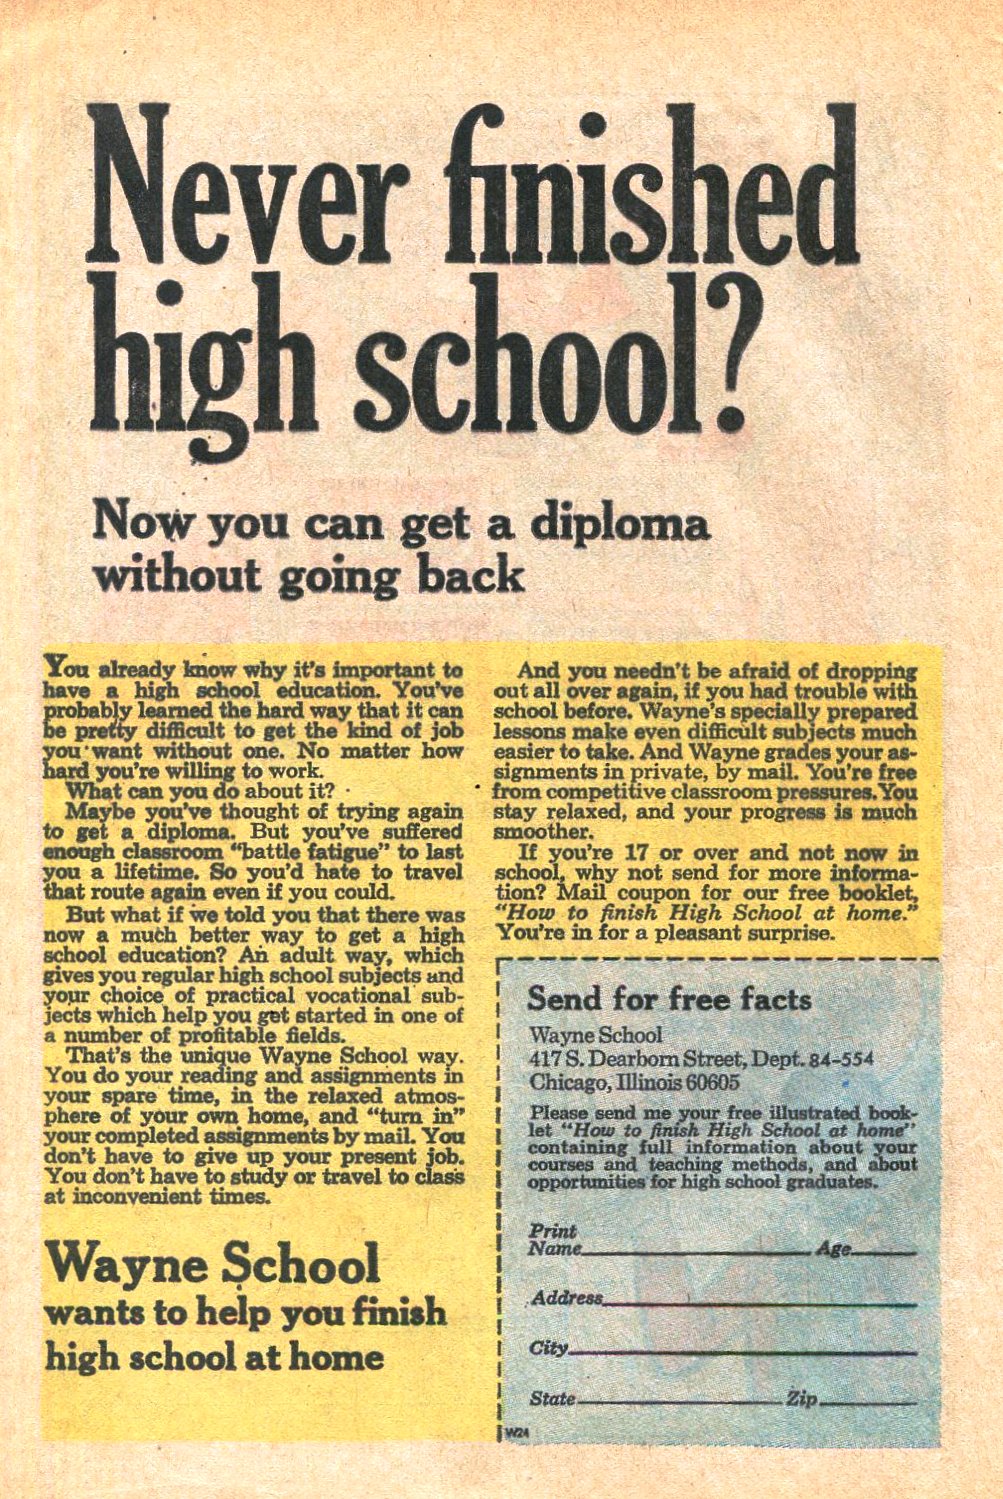 Never finished
high school?
Now you can get a diploma
without going back
You already know why it's important to
have a high school education. You've
probably learned the hard way that it can
be pretty difficult to get the kind of job
you want without one. No matter how
hard you're willing to work.
What can you do about it?
Maybe you've thought of trying again
to get a diploma. But you've suffered
enough classroom "battle fatigue" to last
you a lifetime. So you'd hate to travel
that route again even if you could.
But what if we told you that there was
now a much better way to get a high
school education? An adult way, which
gives you regular high school subjects and
your choice of practical vocational sub-
jects which help you get started in one of
a number of profitable fields.
That's the unique Wayne School way.
You do your reading and assignments in
your spare time, in the relaxed atmos-
phere of your own home, and "turn in"
your completed assignments by mail. You
don't have to give up your present job.
You don't have to study or travel to class
at inconvenient times.
Wayne School
wants to help you finish
high school at home
And you needn't be afraid of dropping
out all over again, if you had trouble with
school before. Wayne's specially prepared
lessons make even difficult subjects much
easier to take. And Wayne grades your as-
signments in private, by mail. You're free
from competitive classroom pressures. You
stay relaxed, and your progress is much
smoother.
If you're 17 or over and not now in
school, why not send for more informa-
tion? Mail coupon for our free booklet,
"How to finish High School at home."
You're in for a pleasant surprise.
Send for free facts
Wayne School
417 S. Dearborn Street, Dept. 84-554
Chicago, Illinois 60605
Please send me your free illustrated book-
let "How to finish High School at home"
containing full information about your
courses and teaching methods, and about
opportunities for high school graduates.
Print
Name Age
Address
City
State Zip
W24